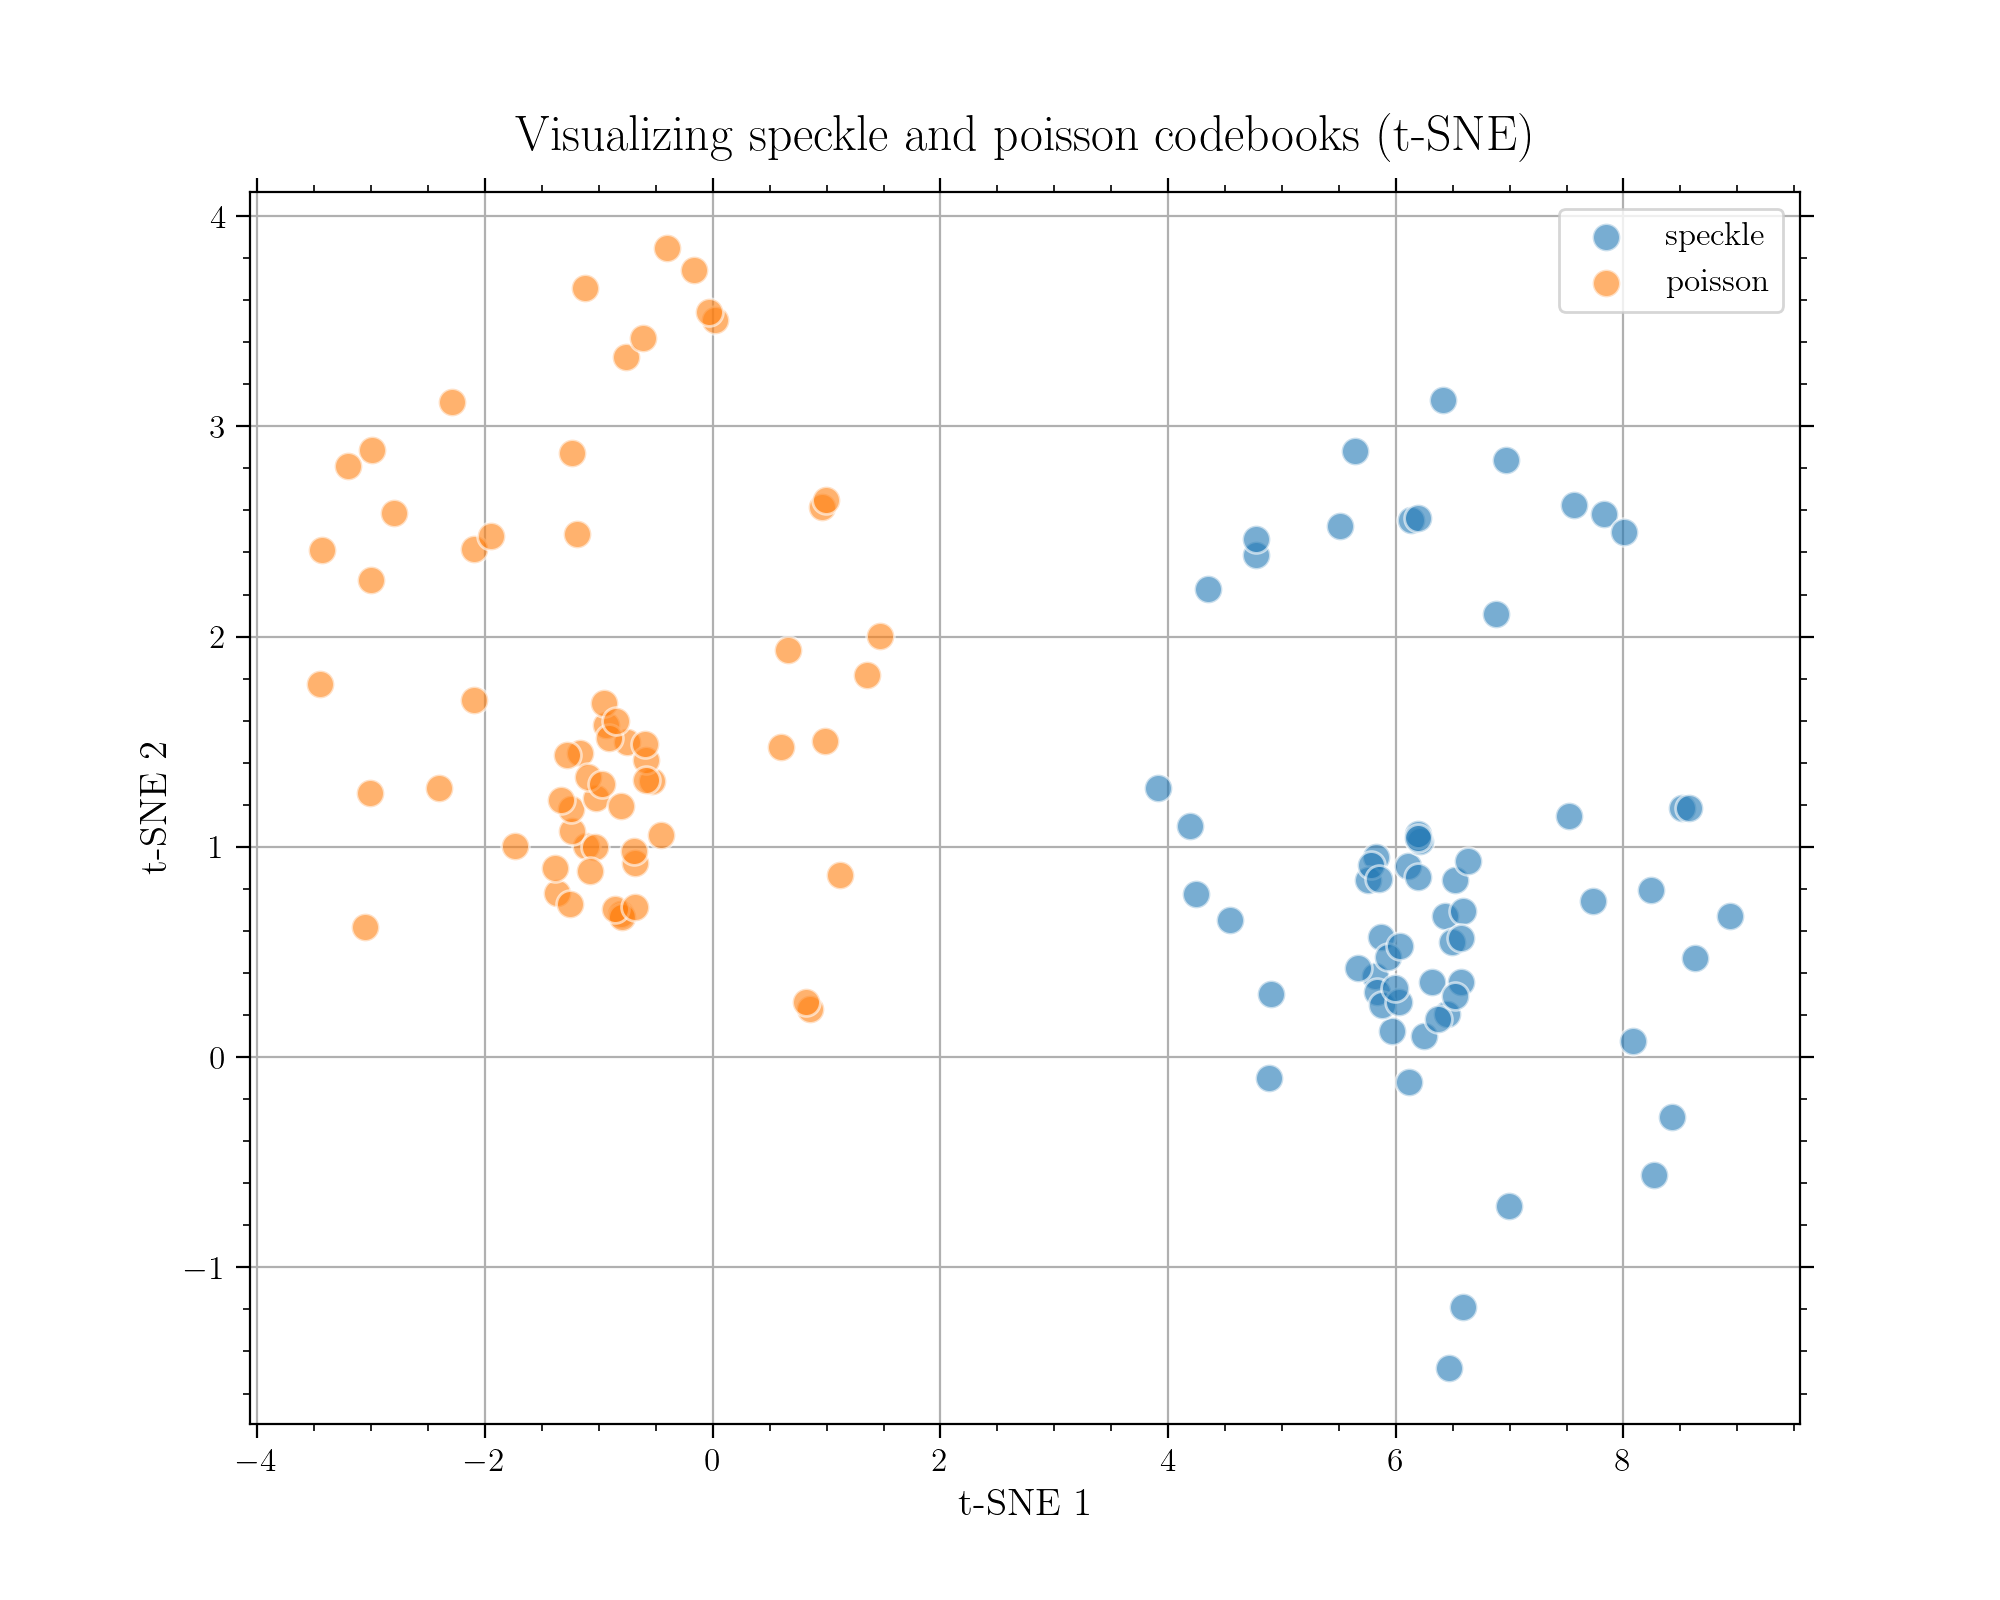 Visualizing speckle and poisson codebooks (t-SNE)
speckle
poisson
4
3
2
1
0
−1
t-SNE 2
−4
−2
0
2
4
6
8
t-SNE 1